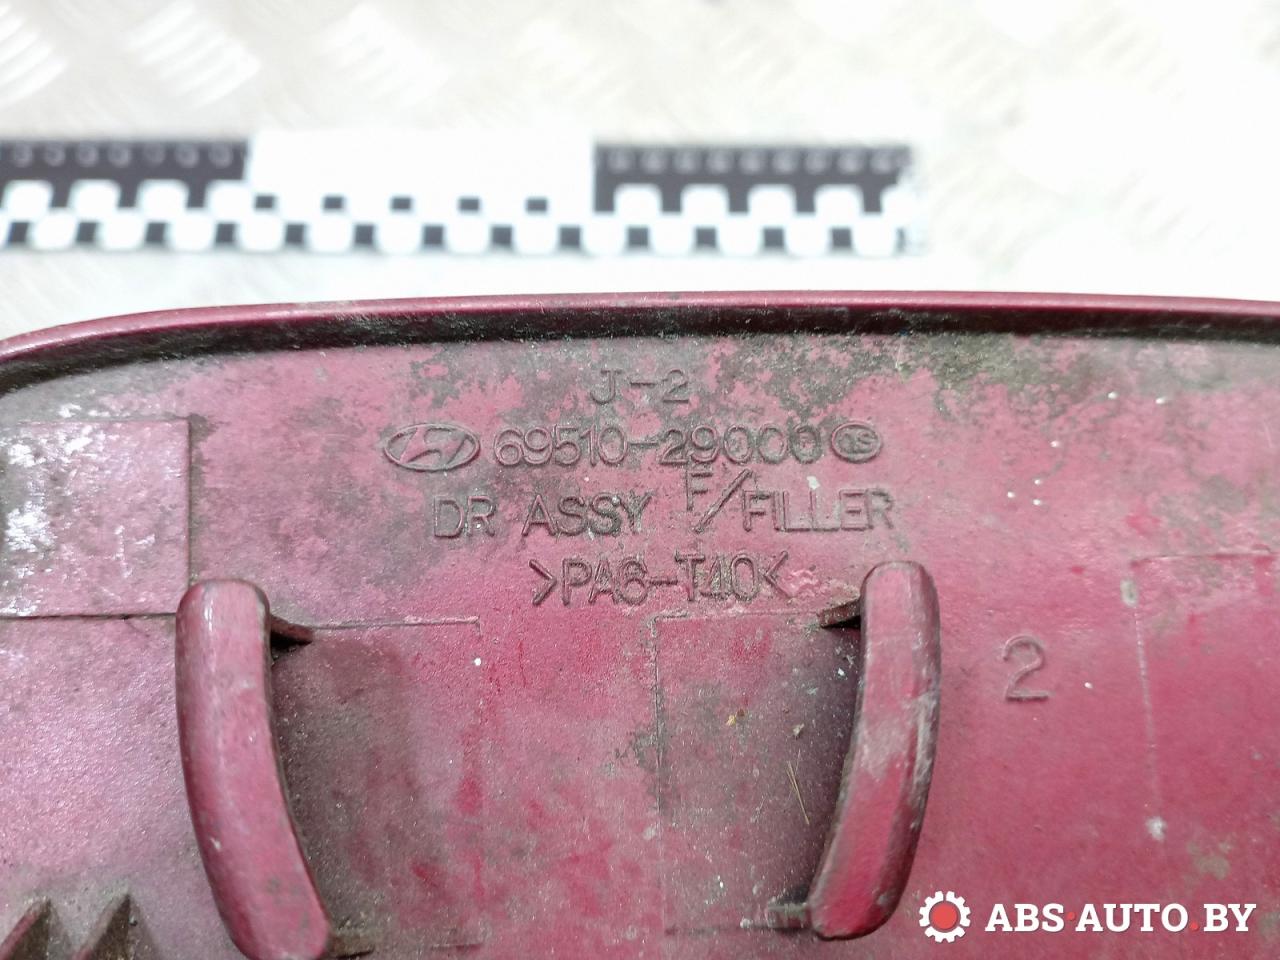 J-2
69510-29000
DR ASSY F/FILLER
>PA6-T40<
2
ABS-AUTO.BY